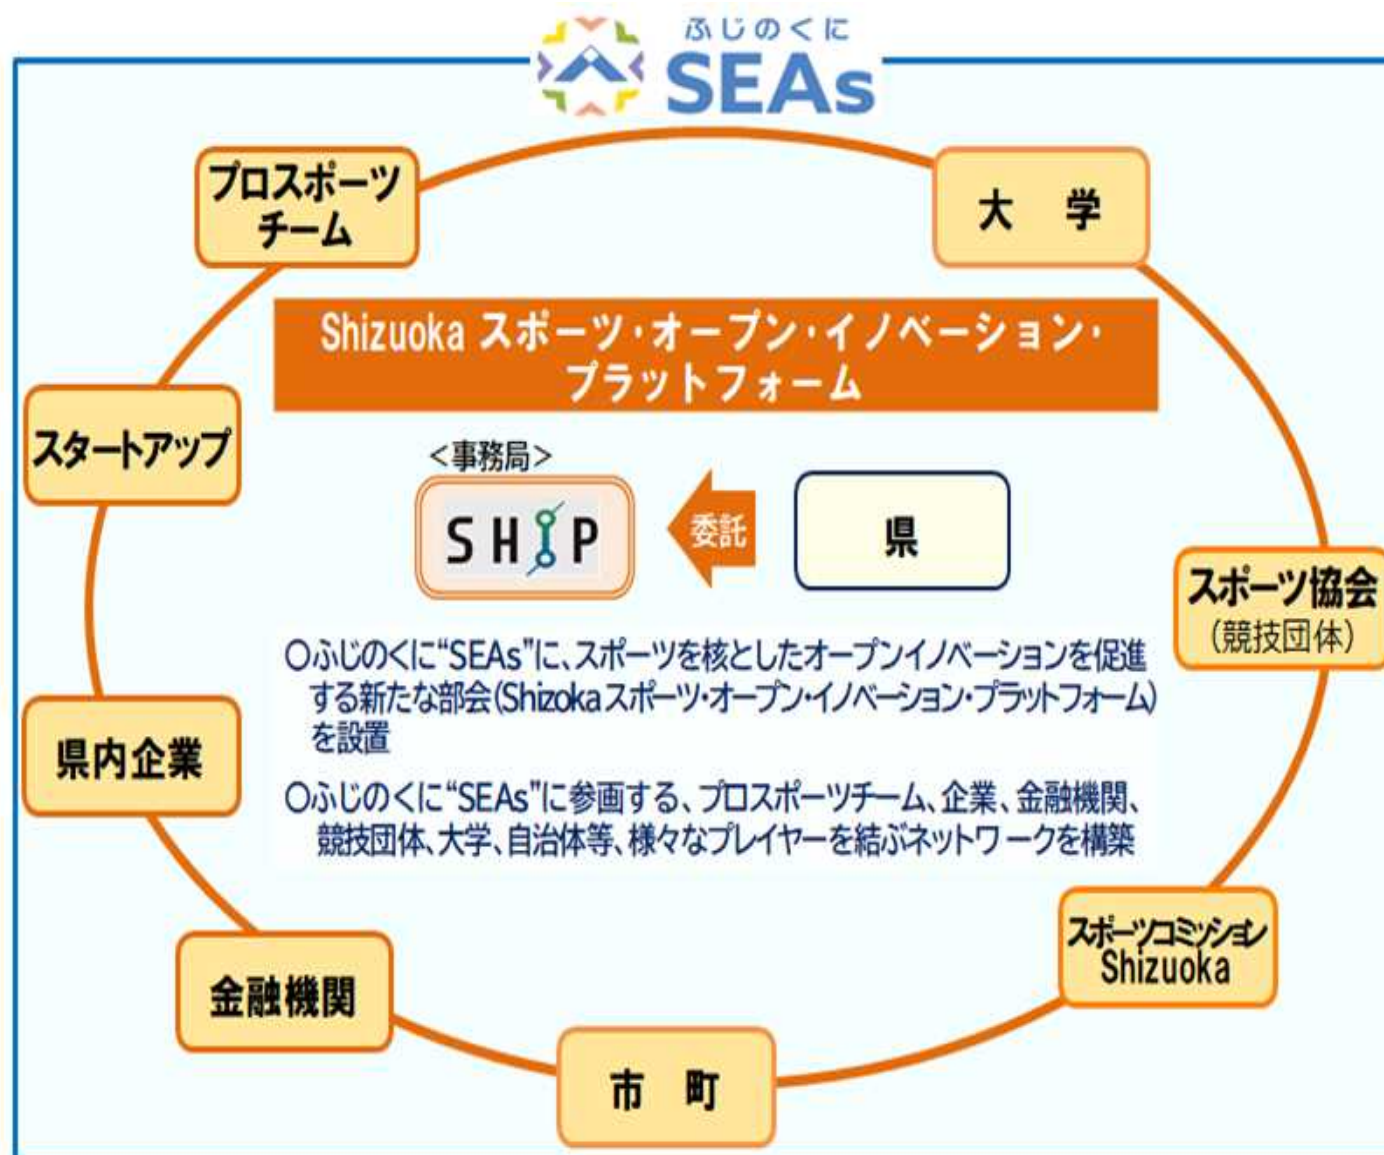 ふじのくに
SEAs
プロスポーツ
チーム
大 学
Shizuoka スポーツ・オープン・イノベーション・
プラットフォーム
スタートアップ
＜事務局＞
SHIP
委託
県
スポーツ協会
（競技団体）
○ふじのくに“SEAs”に、スポーツを核としたオープンイノベーションを促進
する新たな部会(Shizokaスポーツ・オープン・イノベーション・プラットフォーム)
を設置
県内企業
○ふじのくに“SEAs”に参画する、プロスポーツチーム、企業、金融機関、
競技団体、大学、自治体等、様々なプレイヤーを結ぶネットワークを構築
スポーツコミッション
Shizuoka
金融機関
市 町